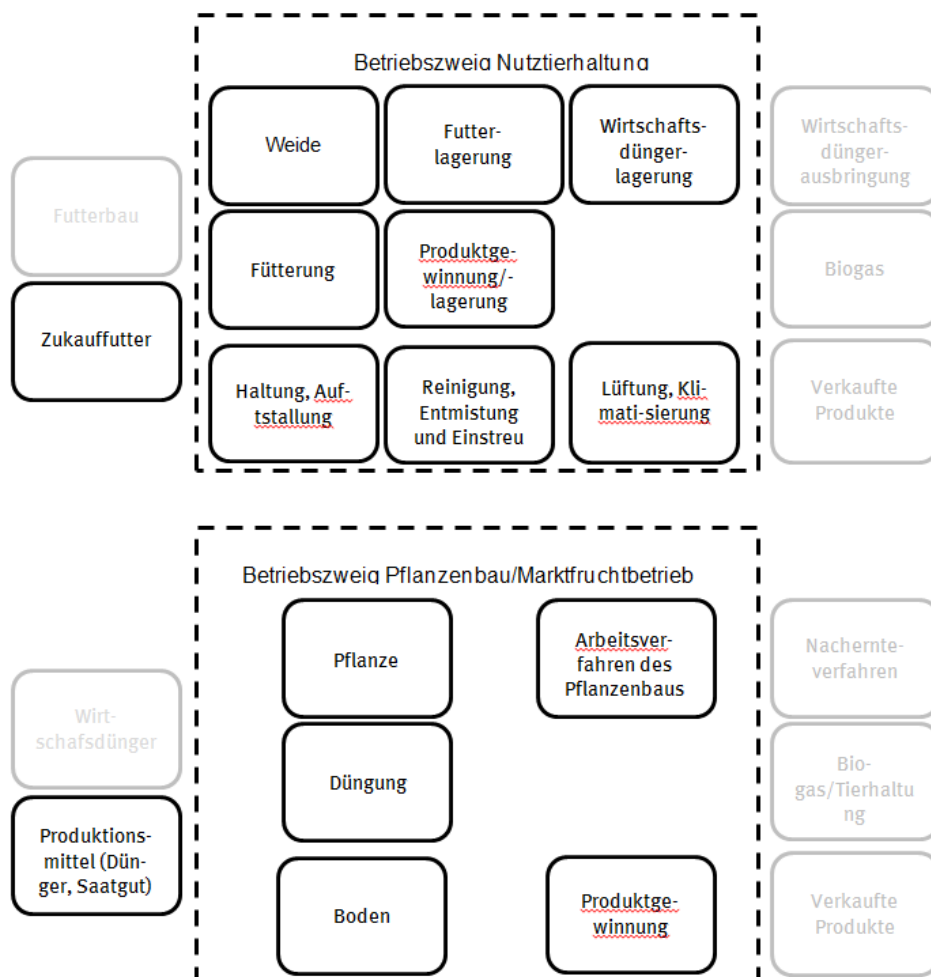 Betriebszweig Nutztierhaltung
Weide
Futter-
lagerung
Wirtschafts-
dünger-
lagerung
Wirtschafts-
dünger-
ausbringung
Futterbau
Fütterung
Produktge-
winnung/-
lagerung
Biogas
Zukauffutter
Haltung, Auf-
tstallung
Reinigung,
Entmistung
und Einstreu
Lüftung, Kli-
mati-sierung
Verkaufte
Produkte
Betriebszweig Pflanzenbau/Marktfruchtbetrieb
Pflanze
Arbeitsver-
fahren des
Pflanzenbaus
Nachernte-
verfahren
Wirt-
schafsdünger
Düngung
Bio-
gas/Tierhaltu
ng
Produktions-
mittel (Dün-
ger, Saatgut)
Boden
Produktge-
winnung
Verkaufte
Produkte